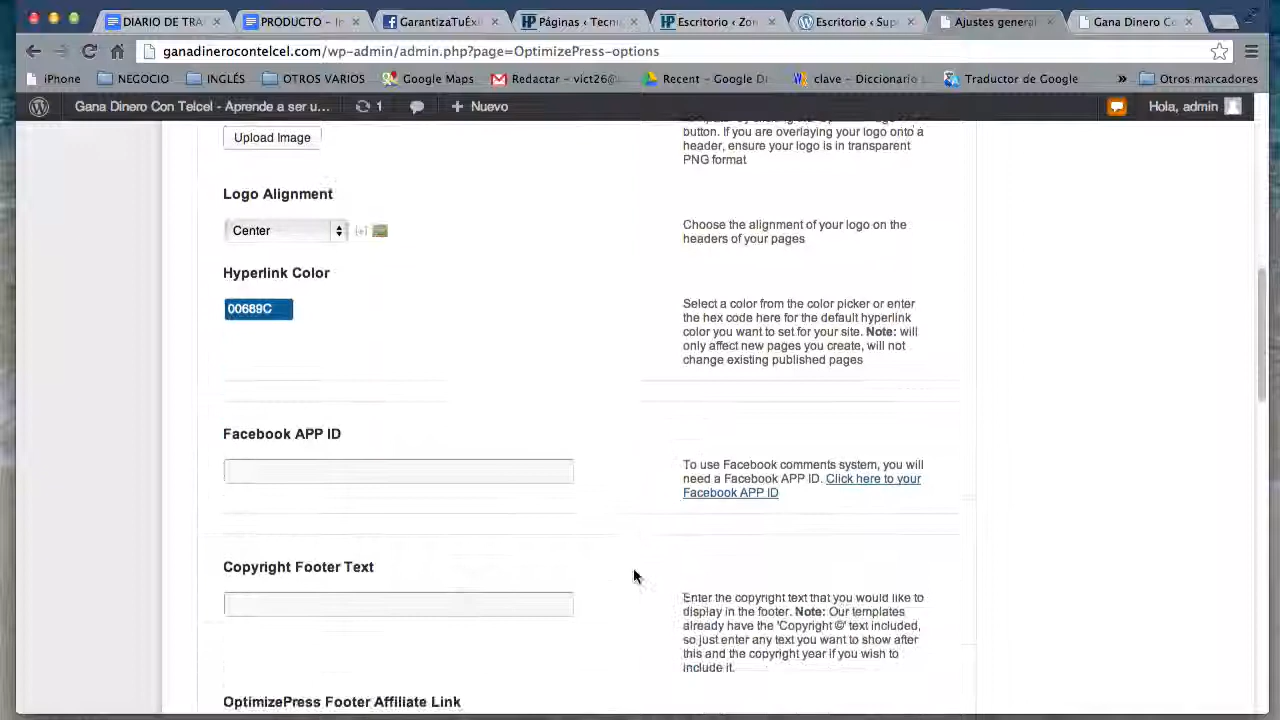 DIARIO DE TRA
PRODUCTO – I
GarantizaTuÉxi
Páginas ‹ Tecni
Escritorio ‹ Zon
Escritorio ‹ Sup
Ajustes general
Gana Dinero Co
ganadinerocontelcel.com/wp-admin/admin.php?page=OptimizePress-options
iPhone
NEGOCIO
INGLÉS
OTROS VARIOS
Google Maps
Redactar – vict26@
Recent – Google Dr
clave – Diccionario
Traductor de Google
»
Otros marcadores
Gana Dinero Con Telcel - Aprende a ser u...
1
Nuevo
Hola, admin
Upload Image
button. If you are overlaying your logo onto a
header, ensure your logo is in transparent
PNG format
Logo Alignment
Center
[+]
Choose the alignment of your logo on the
headers of your pages
Hyperlink Color
00689C
Select a color from the color picker or enter
the hex code here for the default hyperlink
color you want to set for your site. Note: will
only affect new pages you create, will not
change existing published pages
Facebook APP ID
To use Facebook comments system, you will
need a Facebook APP ID. Click here to your
Facebook APP ID
Copyright Footer Text
Enter the copyright text that you would like to
display in the footer. Note: Our templates
already have the 'Copyright ©' text included,
so just enter any text you want to show after
this and the copyright year if you wish to
include it.
OptimizePress Footer Affiliate Link